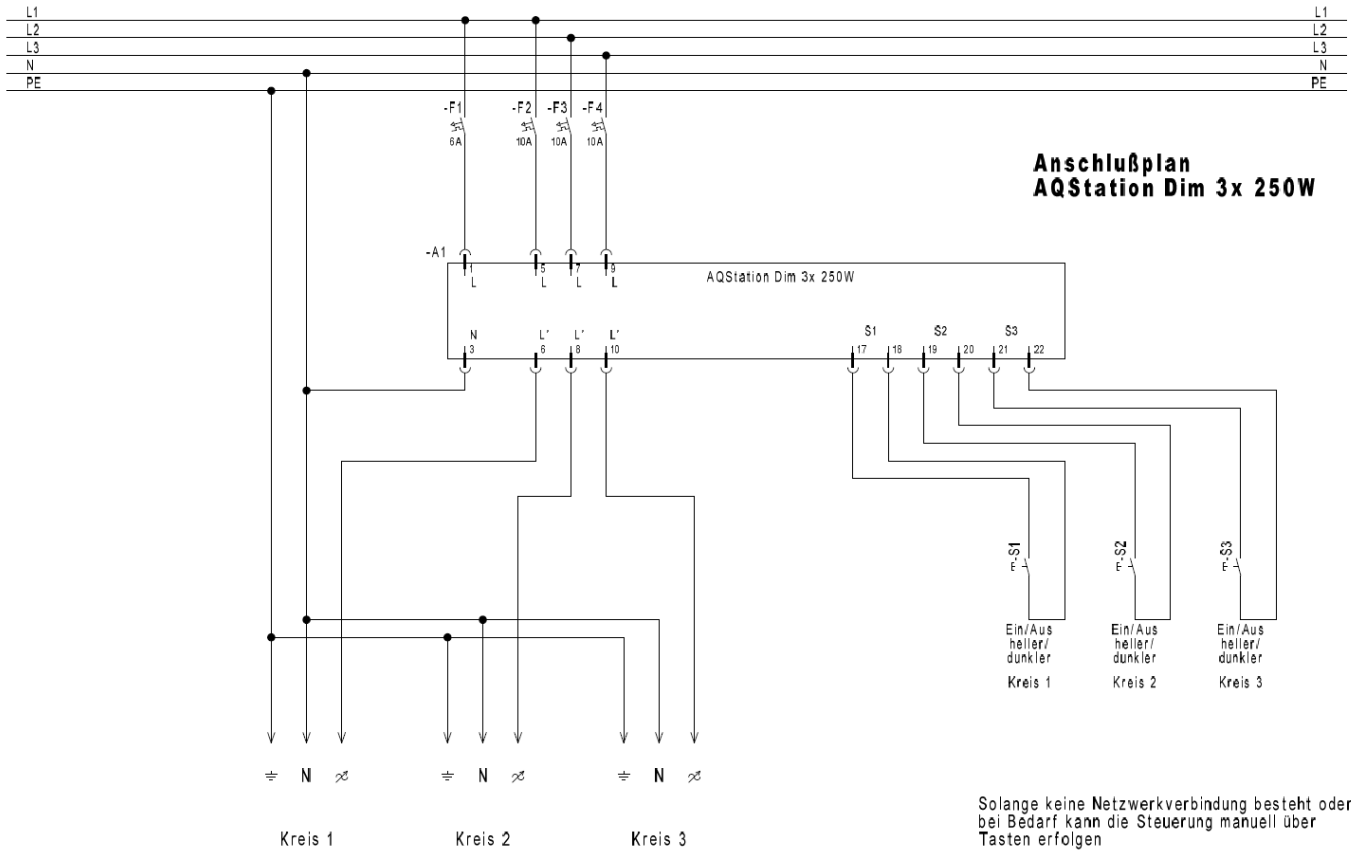 L1 L1
L2 L2
L3 L3
N N
PE PE
-F1 -F2 -F3 -F4
6A 10A 10A 10A
Anschlußplan
AQStation Dim 3x 250W
-A1
1 5 7 9
L L L L
AQStation Dim 3x 250W
N L' L' L' S1 S2 S3
3 6 8 10 17 18 19 20 21 22
-S1 -S2 -S3
E E E
Ein/Aus Ein/Aus Ein/Aus
heller/ heller/ heller/
dunkler dunkler dunkler
Kreis 1 Kreis 2 Kreis 3
N N N
Kreis 1 Kreis 2 Kreis 3
Solange keine Netzwerkverbindung besteht oder
bei Bedarf kann die Steuerung manuell über
Tasten erfolgen